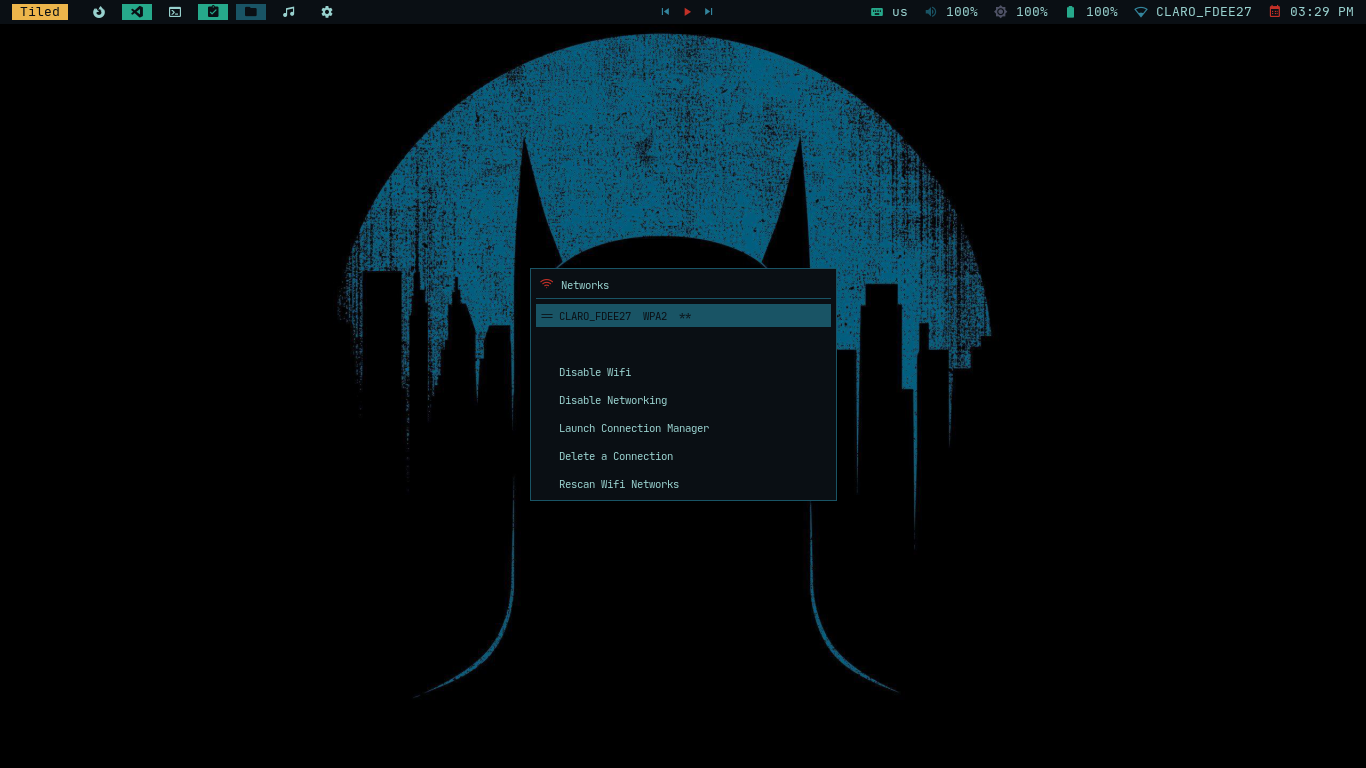 Tiled us 100% 100% 100% CLARO_FDEE27 03:29 PM
Networks
== CLARO_FDEE27 WPA2 **
Disable Wifi
Disable Networking
Launch Connection Manager
Delete a Connection
Rescan Wifi Networks